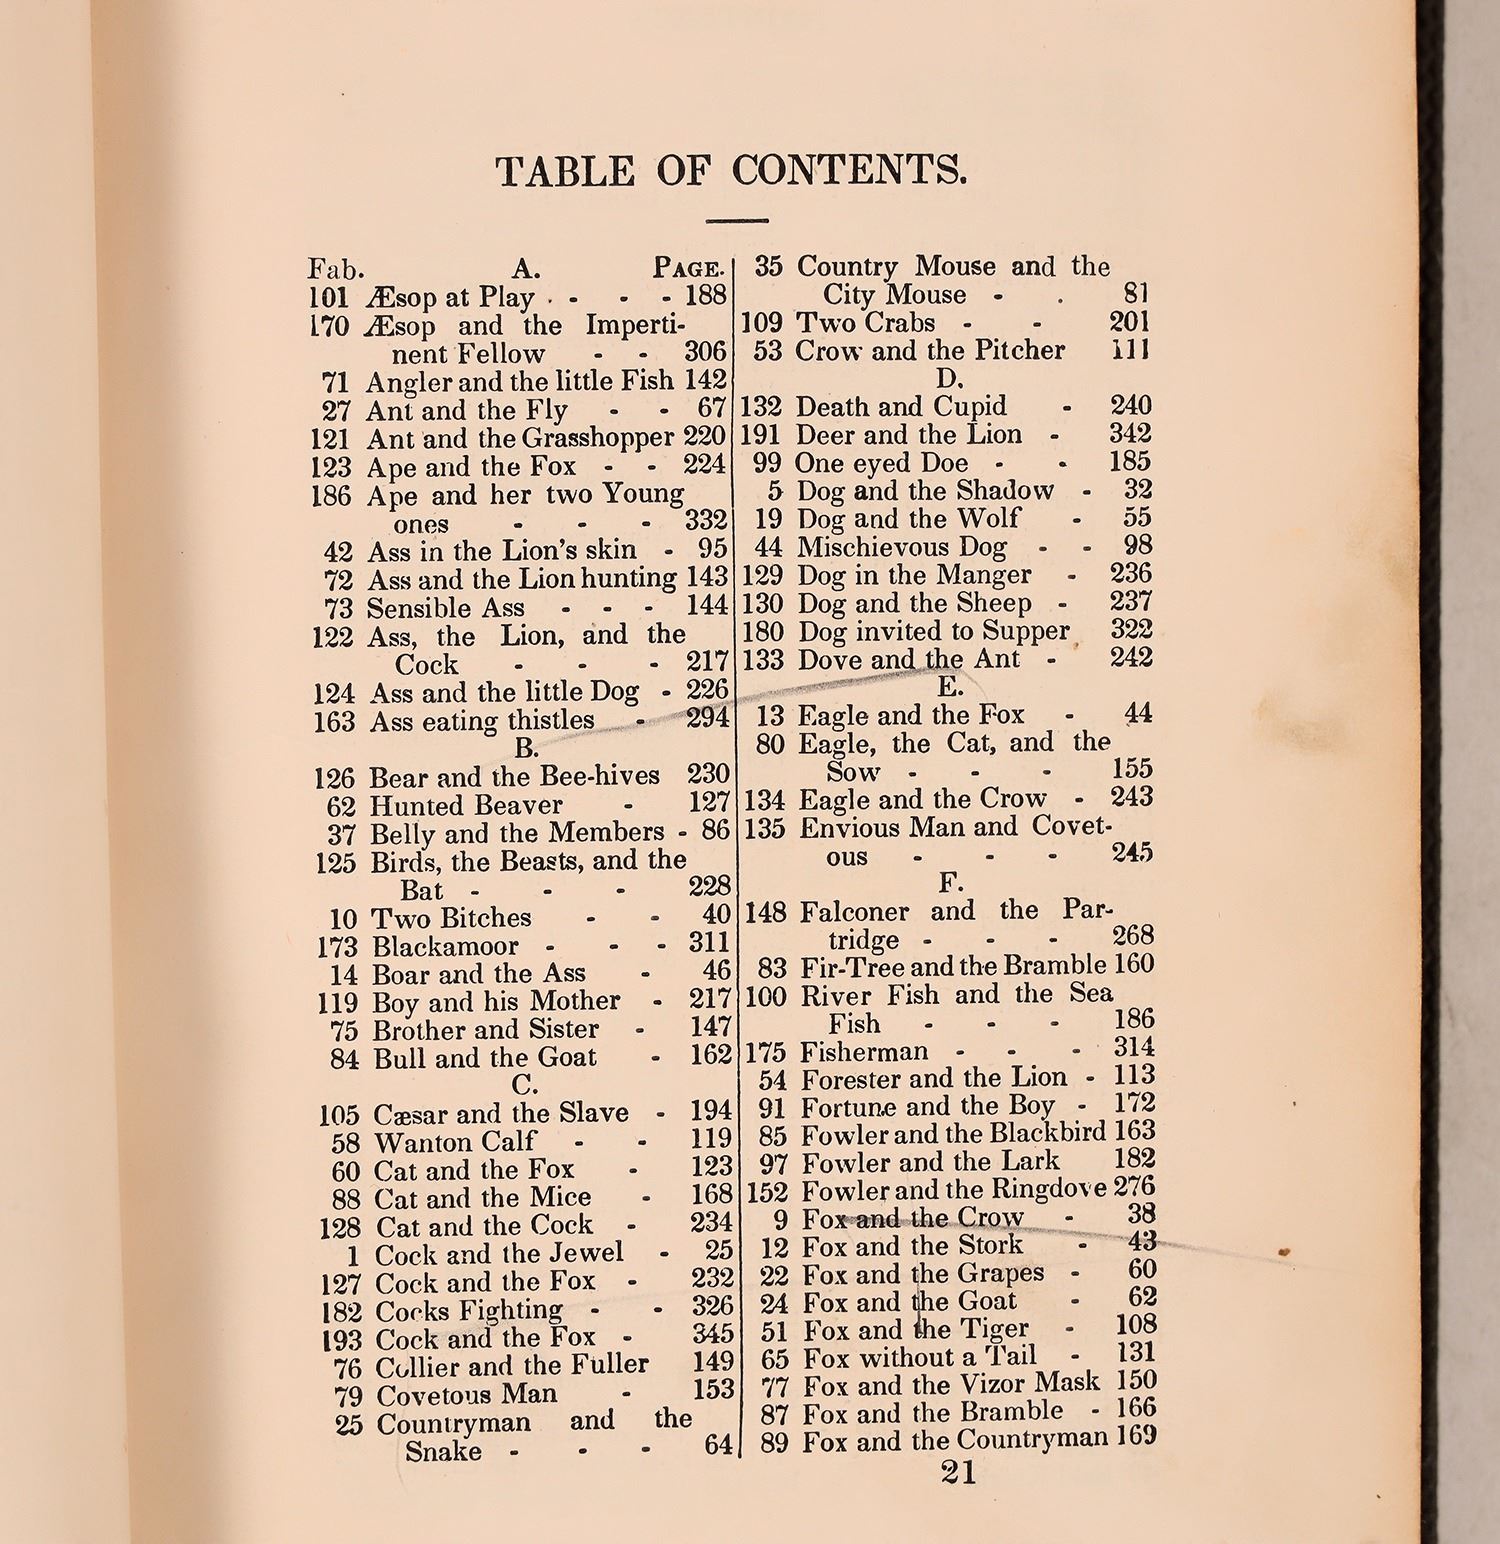 TABLE OF CONTENTS.
Fab. A. PAGE.
101 Æsop at Play - - - 188
170 Æsop and the Imperti-
nent Fellow - - 306
71 Angler and the little Fish 142
27 Ant and the Fly - - 67
121 Ant and the Grasshopper 220
123 Ape and the Fox - - 224
186 Ape and her two Young
ones - - - 332
42 Ass in the Lion's skin - 95
72 Ass and the Lion hunting 143
73 Sensible Ass - - - 144
122 Ass, the Lion, and the
Cock - - - 217
124 Ass and the little Dog - 226
163 Ass eating thistles - 294
B.
126 Bear and the Bee-hives 230
62 Hunted Beaver - 127
37 Belly and the Members - 86
125 Birds, the Beasts, and the
Bat - - - 228
10 Two Bitches - - 40
173 Blackamoor - - - 311
14 Boar and the Ass - 46
119 Boy and his Mother - 217
75 Brother and Sister - 147
84 Bull and the Goat - 162
C.
105 Cæsar and the Slave - 194
58 Wanton Calf - - 119
60 Cat and the Fox - 123
88 Cat and the Mice - 168
128 Cat and the Cock - 234
1 Cock and the Jewel - 25
127 Cock and the Fox - 232
182 Cocks Fighting - - 326
193 Cock and the Fox - 345
76 Collier and the Fuller 149
79 Covetous Man - 153
25 Countryman and the
Snake - - - 64
35 Country Mouse and the
City Mouse - . 81
109 Two Crabs - - 201
53 Crow and the Pitcher 111
D.
132 Death and Cupid - 240
191 Deer and the Lion - 342
99 One eyed Doe - - 185
5 Dog and the Shadow - 32
19 Dog and the Wolf - 55
44 Mischievous Dog - - 98
129 Dog in the Manger - 236
130 Dog and the Sheep - 237
180 Dog invited to Supper 322
133 Dove and the Ant - 242
E.
13 Eagle and the Fox - 44
80 Eagle, the Cat, and the
Sow - - - 155
134 Eagle and the Crow - 243
135 Envious Man and Covet-
ous - - - 245
F.
148 Falconer and the Par-
tridge - - - 268
83 Fir-Tree and the Bramble 160
100 River Fish and the Sea
Fish - - - 186
175 Fisherman - - - 314
54 Forester and the Lion - 113
91 Fortune and the Boy - 172
85 Fowler and the Blackbird 163
97 Fowler and the Lark 182
152 Fowler and the Ringdove 276
9 Fox and the Crow - 38
12 Fox and the Stork - 43
22 Fox and the Grapes - 60
24 Fox and the Goat - 62
51 Fox and the Tiger - 108
65 Fox without a Tail - 131
77 Fox and the Vizor Mask 150
87 Fox and the Bramble - 166
89 Fox and the Countryman 169
21